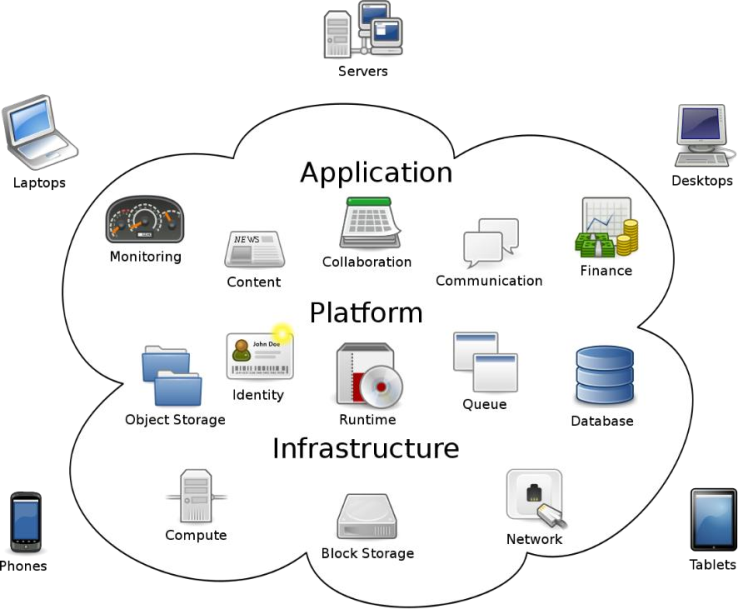 Servers
Laptops
Desktops
Application
Monitoring
NEWS
Content
Collaboration
Communication
Finance
Platform
John Doe
Object Storage
Identity
Runtime
Queue
Database
Infrastructure
Compute
Block Storage
Network
Phones
Tablets